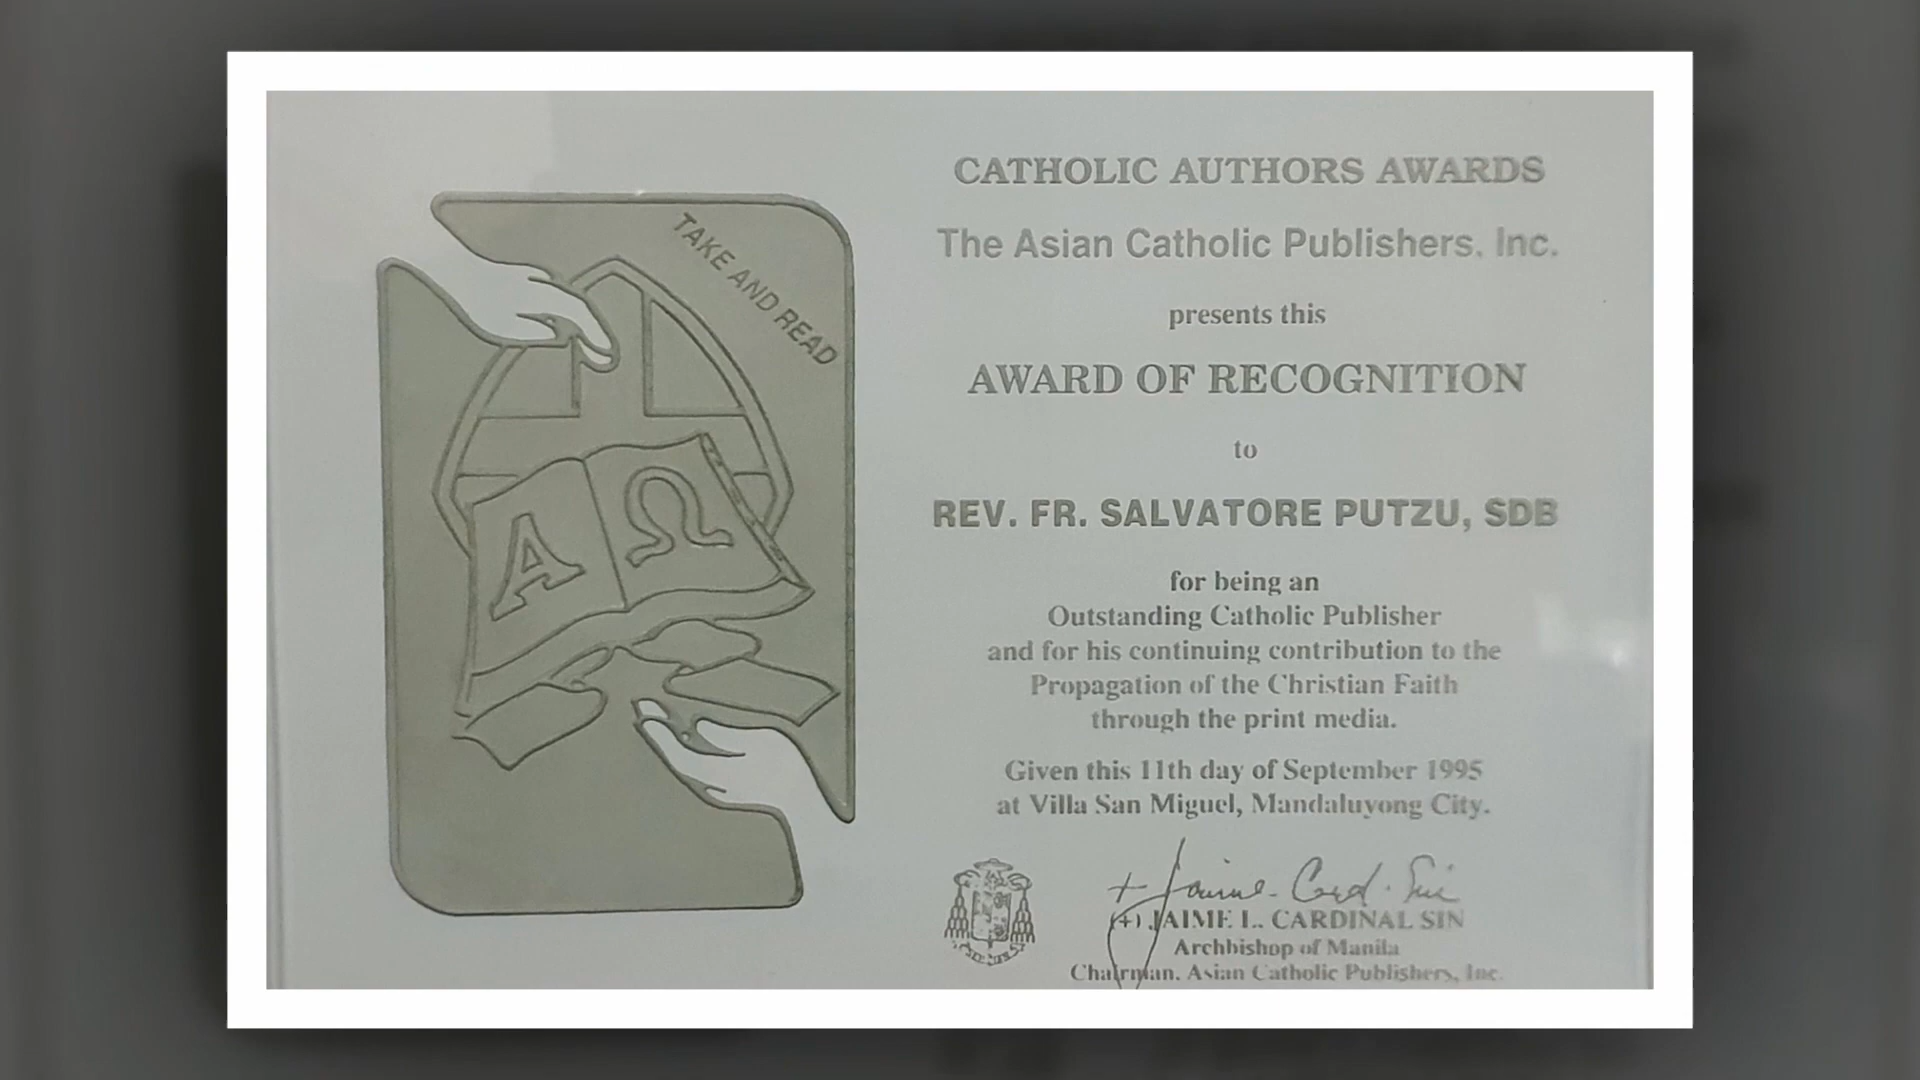 TAKE AND READ
Α Ω
CATHOLIC AUTHORS AWARDS
The Asian Catholic Publishers, Inc.
presents this
AWARD OF RECOGNITION
to
REV. FR. SALVATORE PUTZU, SDB
for being an
Outstanding Catholic Publisher
and for his continuing contribution to the
Propagation of the Christian Faith
through the print media.
Given this 11th day of September 1995
at Villa San Miguel, Mandaluyong City.
+ Jaime Card. Sin
(+) JAIME L. CARDINAL SIN
Archbishop of Manila
Chairman, Asian Catholic Publishers, Inc.